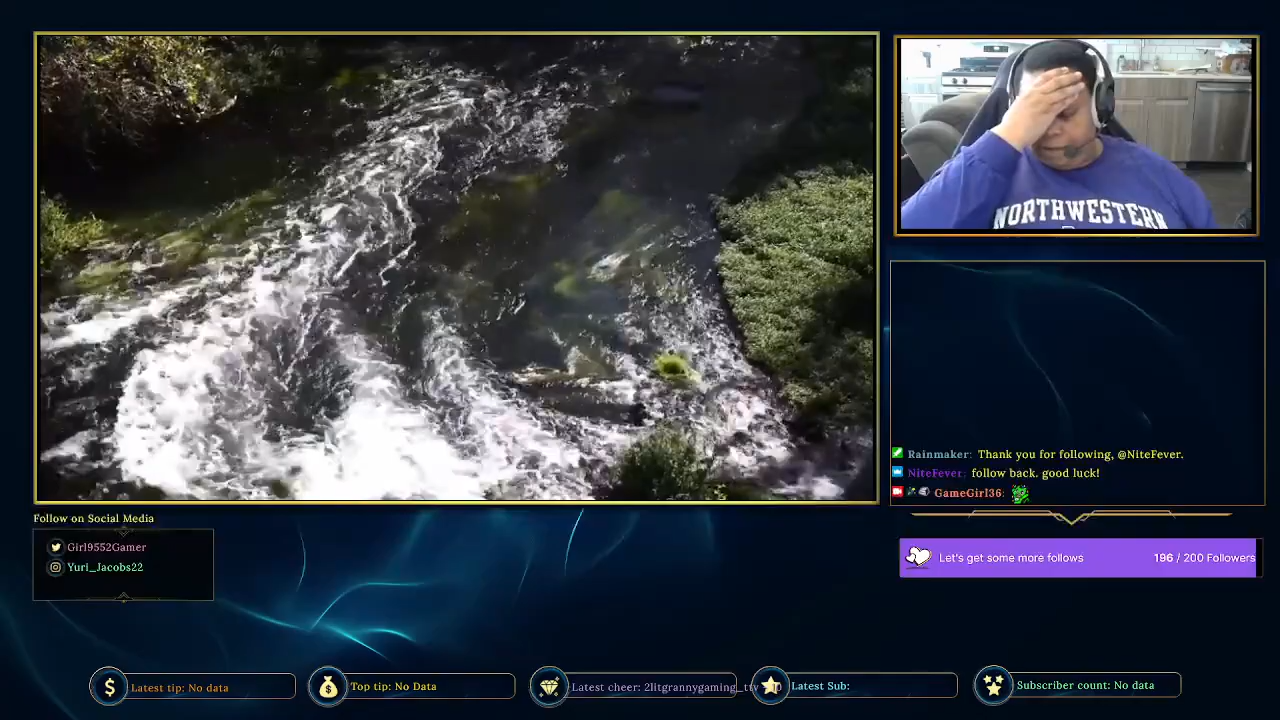 NORTHWESTERN
Rainmaker: Thank you for following, @NiteFever.
NiteFever: follow back. good luck!
GameGirl36:
Follow on Social Media
Girl9552Gamer
Yuri_Jacobs22
Let's get some more follows 196 / 200 Followers
Latest tip: No data
Top tip: No Data
Latest cheer: 2litgrannygaming_ttv
Latest Sub:
Subscriber count: No data